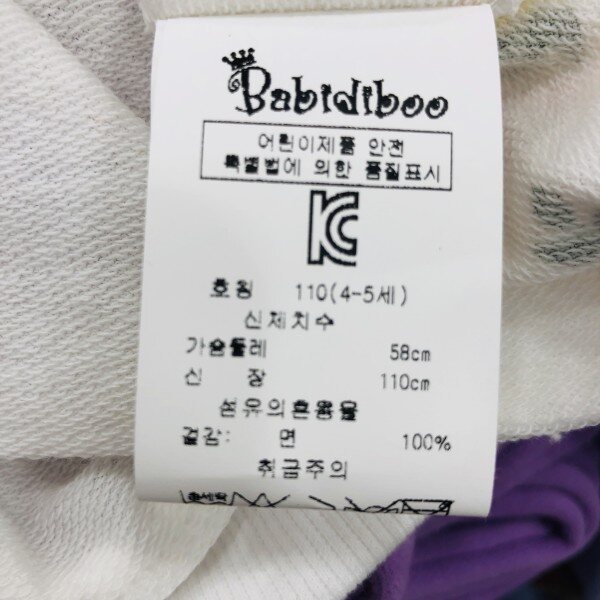 Babidiboo
어린이제품 안전
특별법에 의한 품질표시
KC
호칭 110(4-5세)
신체치수
가슴둘레 58cm
신 장 110cm
섬유의혼용율
겉감: 면 100%
취급주의